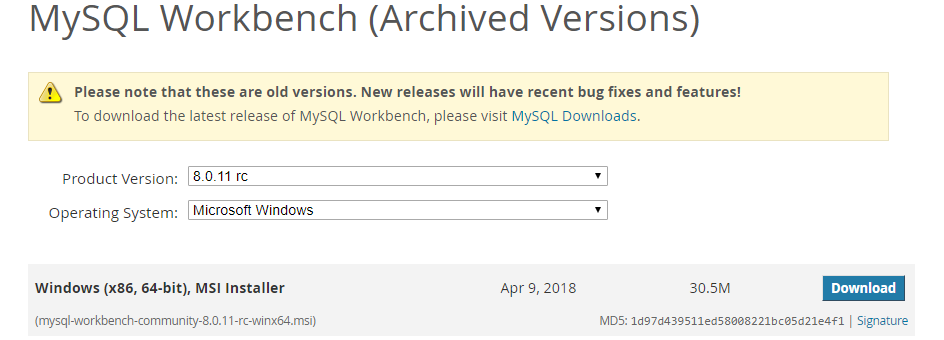 MySQL Workbench (Archived Versions)
Please note that these are old versions. New releases will have recent bug fixes and features!
To download the latest release of MySQL Workbench, please visit MySQL Downloads.
Product Version: 8.0.11 rc
Operating System: Microsoft Windows
Windows (x86, 64-bit), MSI Installer Apr 9, 2018 30.5M Download
(mysql-workbench-community-8.0.11-rc-winx64.msi) MD5: 1d97d439511ed58008221bc05d21e4f1 | Signature